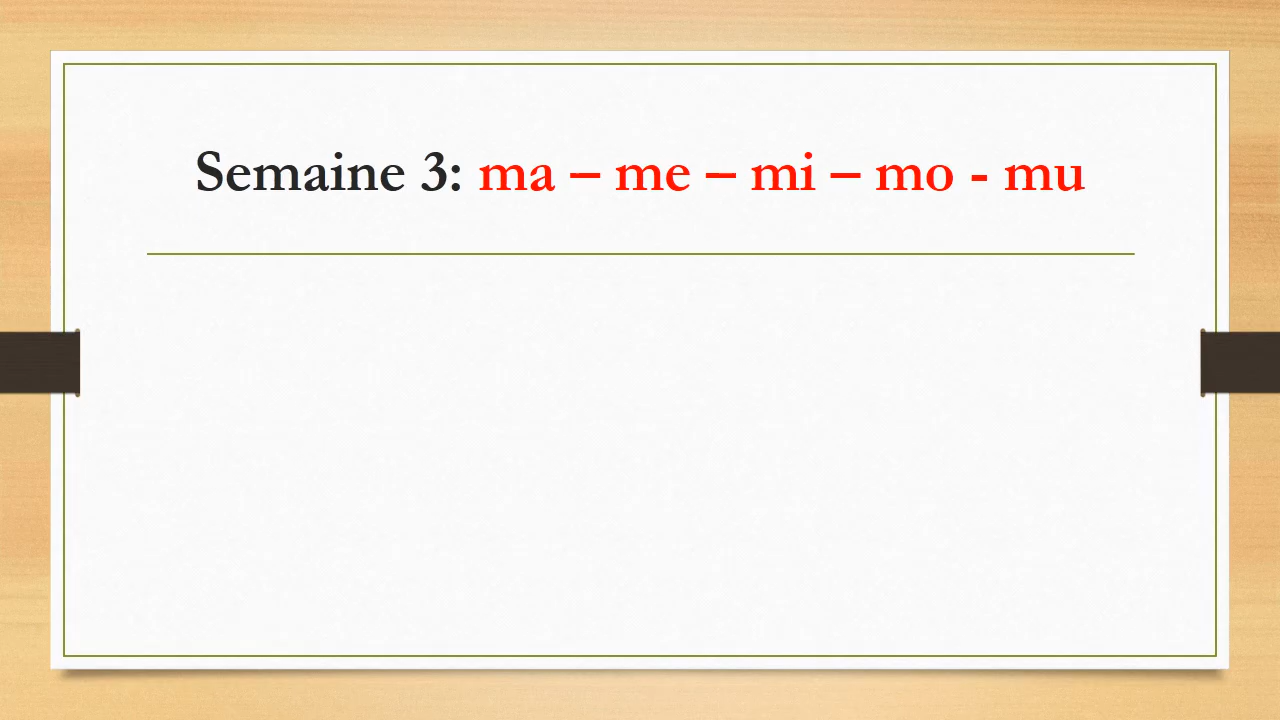 Semaine 3: ma – me – mi – mo - mu